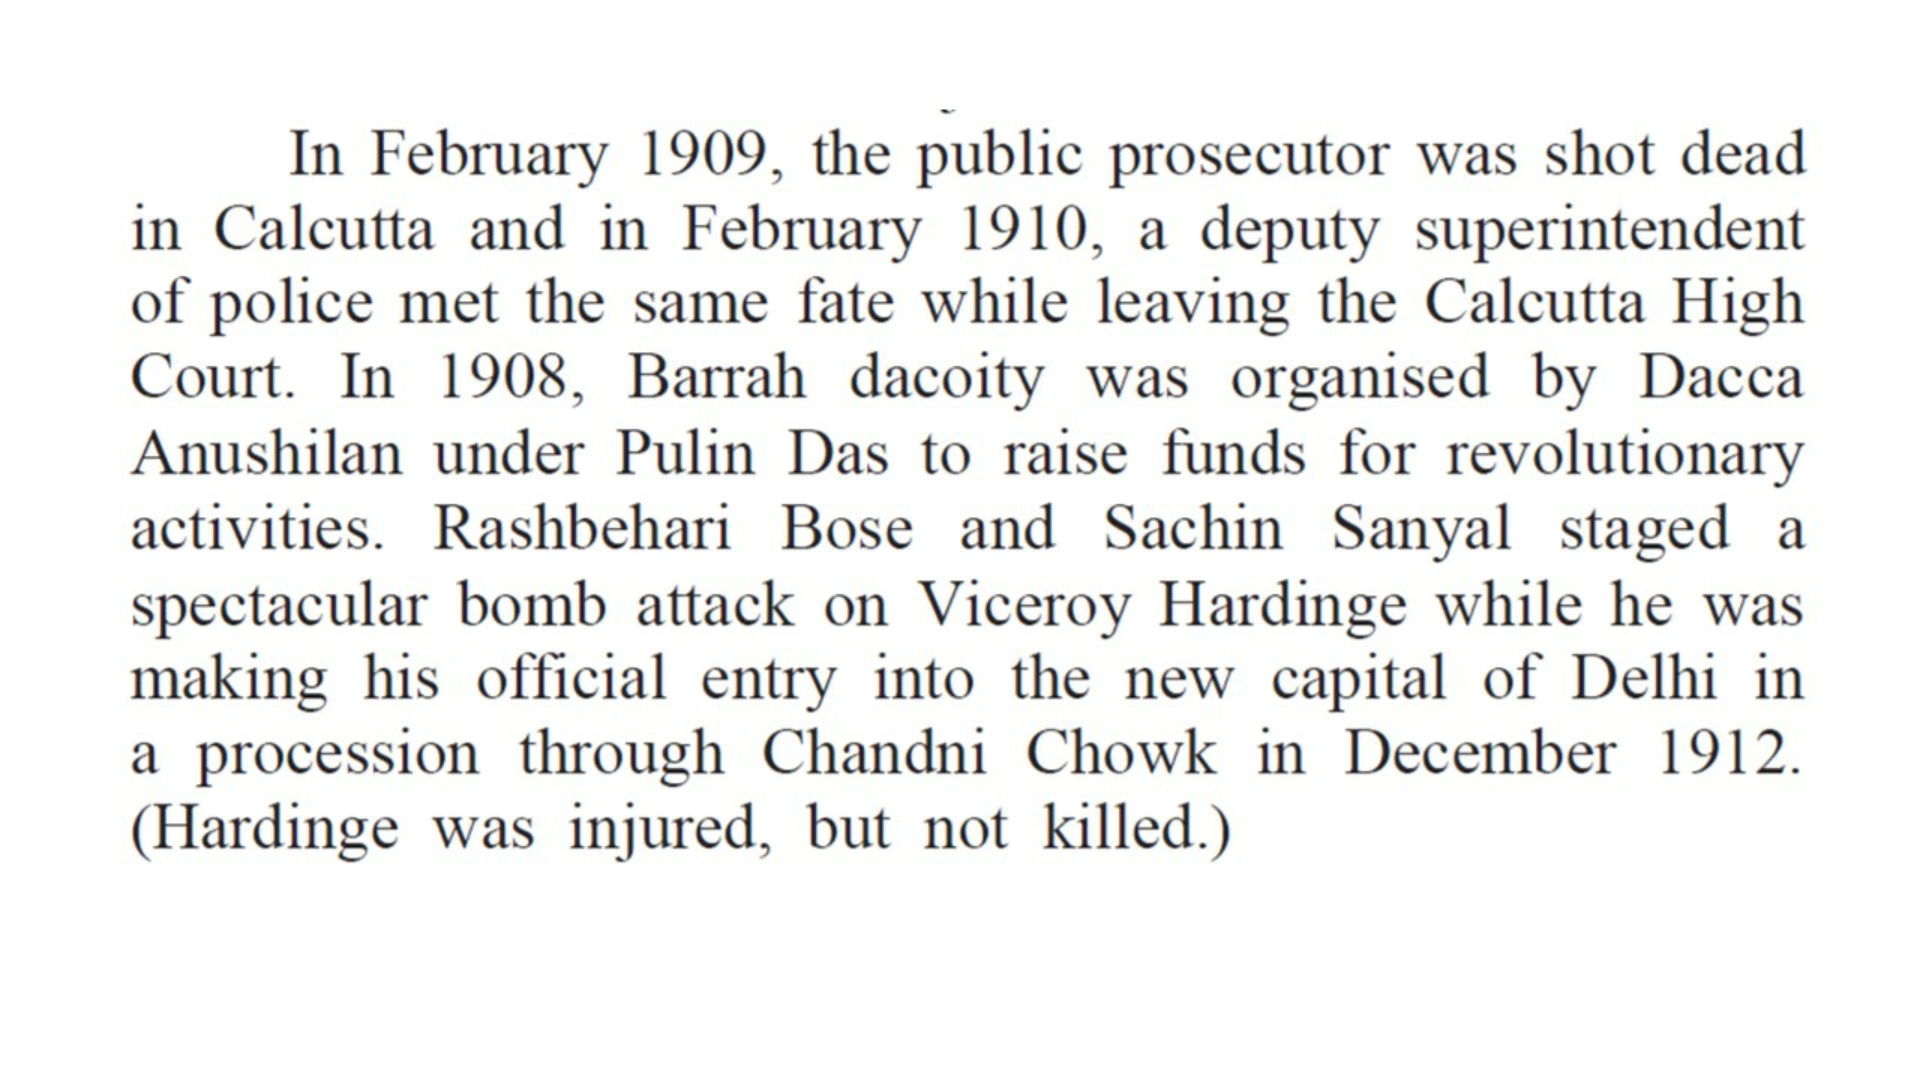 In February 1909, the public prosecutor was shot dead
in Calcutta and in February 1910, a deputy superintendent
of police met the same fate while leaving the Calcutta High
Court. In 1908, Barrah dacoity was organised by Dacca
Anushilan under Pulin Das to raise funds for revolutionary
activities. Rashbehari Bose and Sachin Sanyal staged a
spectacular bomb attack on Viceroy Hardinge while he was
making his official entry into the new capital of Delhi in
a procession through Chandni Chowk in December 1912.
(Hardinge was injured, but not killed.)